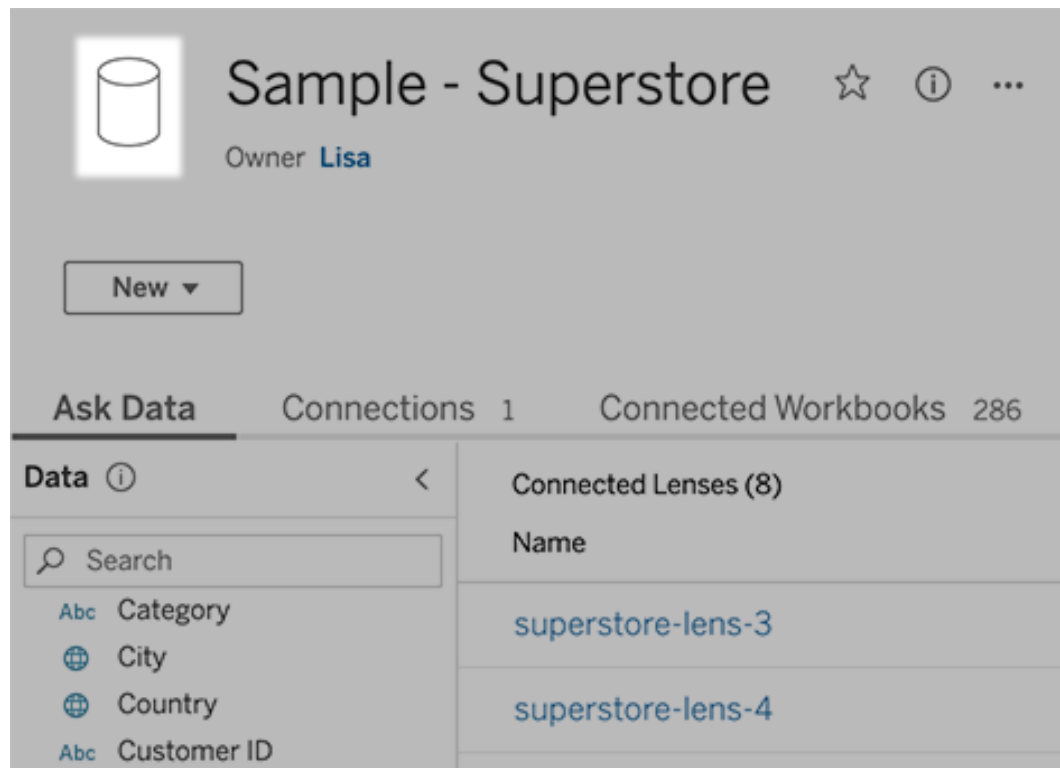 Sample - Superstore
Owner Lisa
New
Ask Data Connections 1 Connected Workbooks 286
Data
Connected Lenses (8)
Search
Name
Abc Category
City
Country
Abc Customer ID
superstore-lens-3
superstore-lens-4